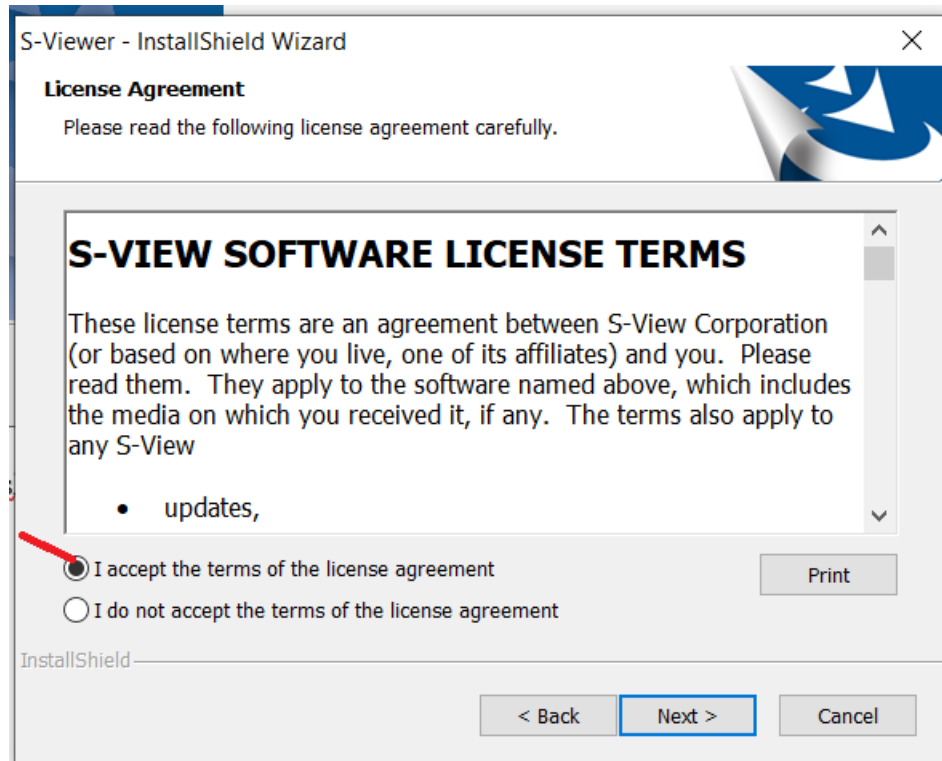 S-Viewer - InstallShield Wizard
License Agreement
Please read the following license agreement carefully.
S-VIEW SOFTWARE LICENSE TERMS
These license terms are an agreement between S-View Corporation
(or based on where you live, one of its affiliates) and you.  Please
read them.  They apply to the software named above, which includes
the media on which you received it, if any.  The terms also apply to
any S-View
• updates,
I accept the terms of the license agreement
Print
I do not accept the terms of the license agreement
InstallShield
< Back
Next >
Cancel